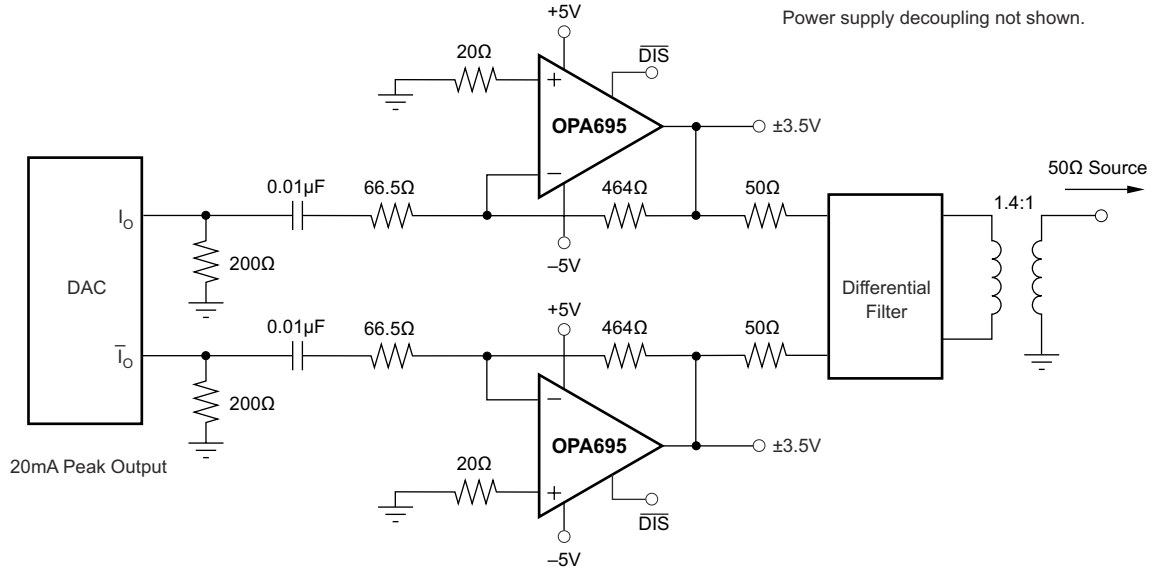 Power supply decoupling not shown.
+5V
20Ω
DIS
+
OPA695
±3.5V
−
0.01µF
66.5Ω
464Ω
50Ω
50Ω Source
1.4:1
I_O
200Ω
–5V
DAC
Differential
Filter
+5V
0.01µF
66.5Ω
464Ω
50Ω
I̅_O
200Ω
−
OPA695
±3.5V
20mA Peak Output
20Ω
+
DIS
–5V